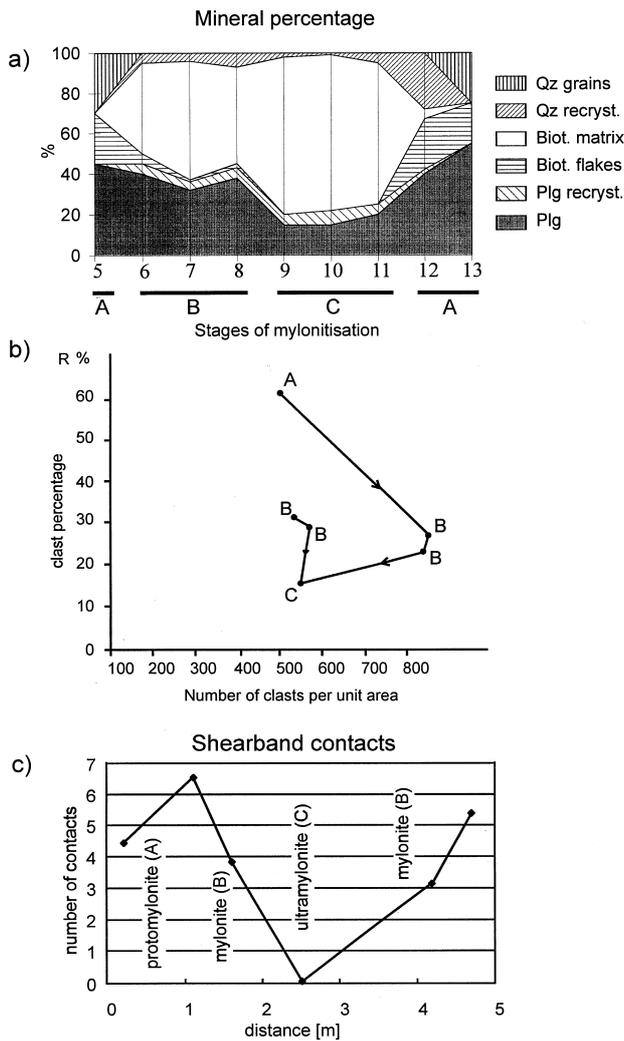 Mineral percentage
a)
100
80
60
40
20
0
%
Qz grains
Qz recryst.
Biot. matrix
Biot. flakes
Plg recryst.
Plg
5 6 7 8 9 10 11 12 13
A B C A
Stages of mylonitisation
b)
R %
60
50
40
30
20
10
0
clast percentage
A
B
B
B
B
C
100 200 300 400 500 600 700 800
Number of clasts per unit area
Shearband contacts
c)
7
6
5
4
3
2
1
0
number of contacts
protomylonite (A)
mylonite (B)
ultramylonite (C)
mylonite (B)
0 1 2 3 4 5
distance [m]